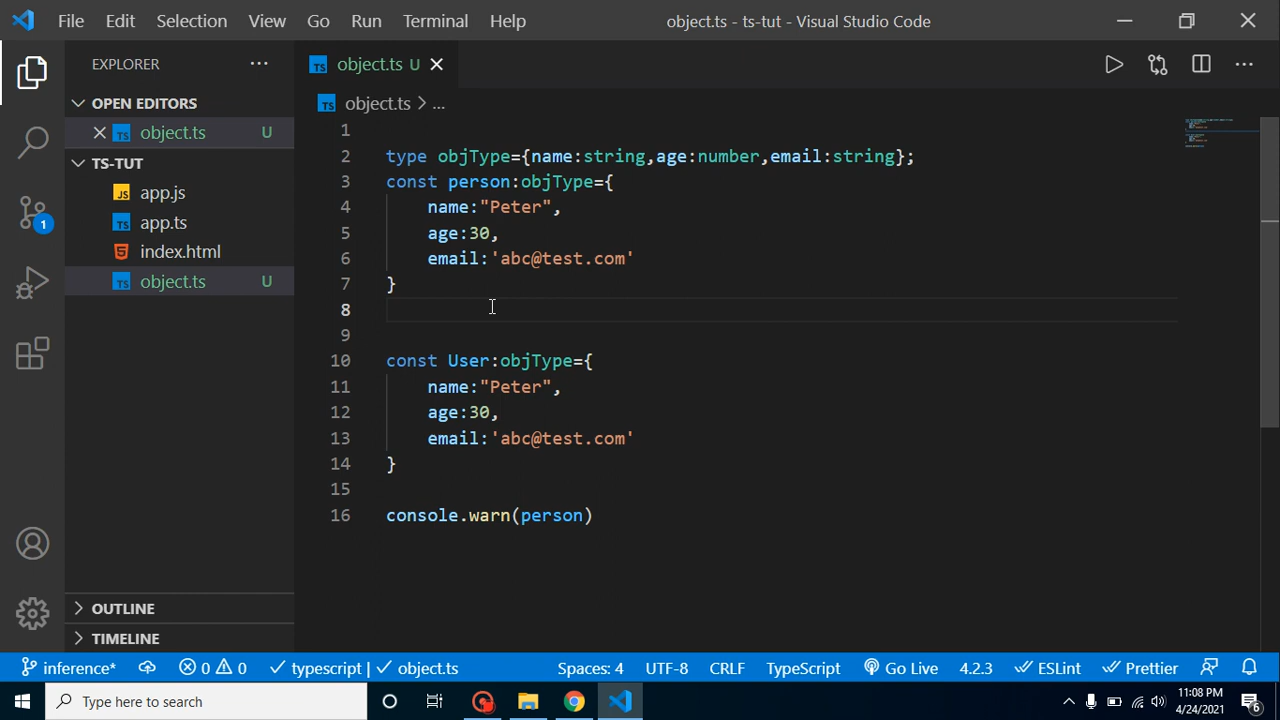 File Edit Selection View Go Run Terminal Help object.ts - ts-tut - Visual Studio Code
EXPLORER
OPEN EDITORS
object.ts U
TS-TUT
app.js
app.ts
index.html
object.ts U
OUTLINE
TIMELINE
1
object.ts U
object.ts > ...
1
2 type objType={name:string,age:number,email:string};
3 const person:objType={
4 name:"Peter",
5 age:30,
6 email:'abc@test.com'
7 }
8
9
10 const User:objType={
11 name:"Peter",
12 age:30,
13 email:'abc@test.com'
14 }
15
16 console.warn(person)
inference* 0 0 typescript | object.ts Spaces: 4 UTF-8 CRLF TypeScript Go Live 4.2.3 ESLint Prettier
Type here to search
11:08 PM
4/24/2021
6